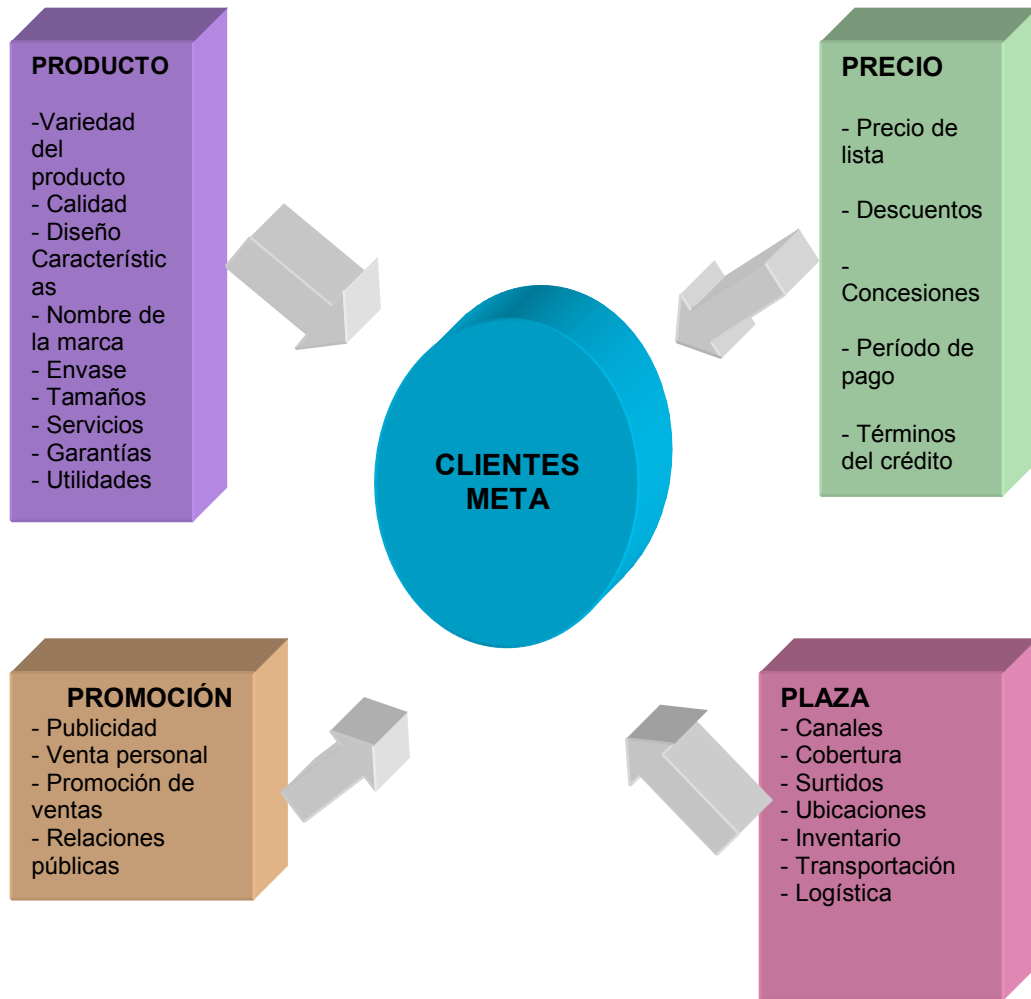 PRODUCTO
-Variedad
del
producto
- Calidad
- Diseño
Característic
as
- Nombre de
la marca
- Envase
- Tamaños
- Servicios
- Garantías
- Utilidades
PRECIO
- Precio de
lista
- Descuentos
-
Concesiones
- Período de
pago
- Términos
del crédito
CLIENTES
META
PROMOCIÓN
- Publicidad
- Venta personal
- Promoción de
ventas
- Relaciones
públicas
PLAZA
- Canales
- Cobertura
- Surtidos
- Ubicaciones
- Inventario
- Transportación
- Logística